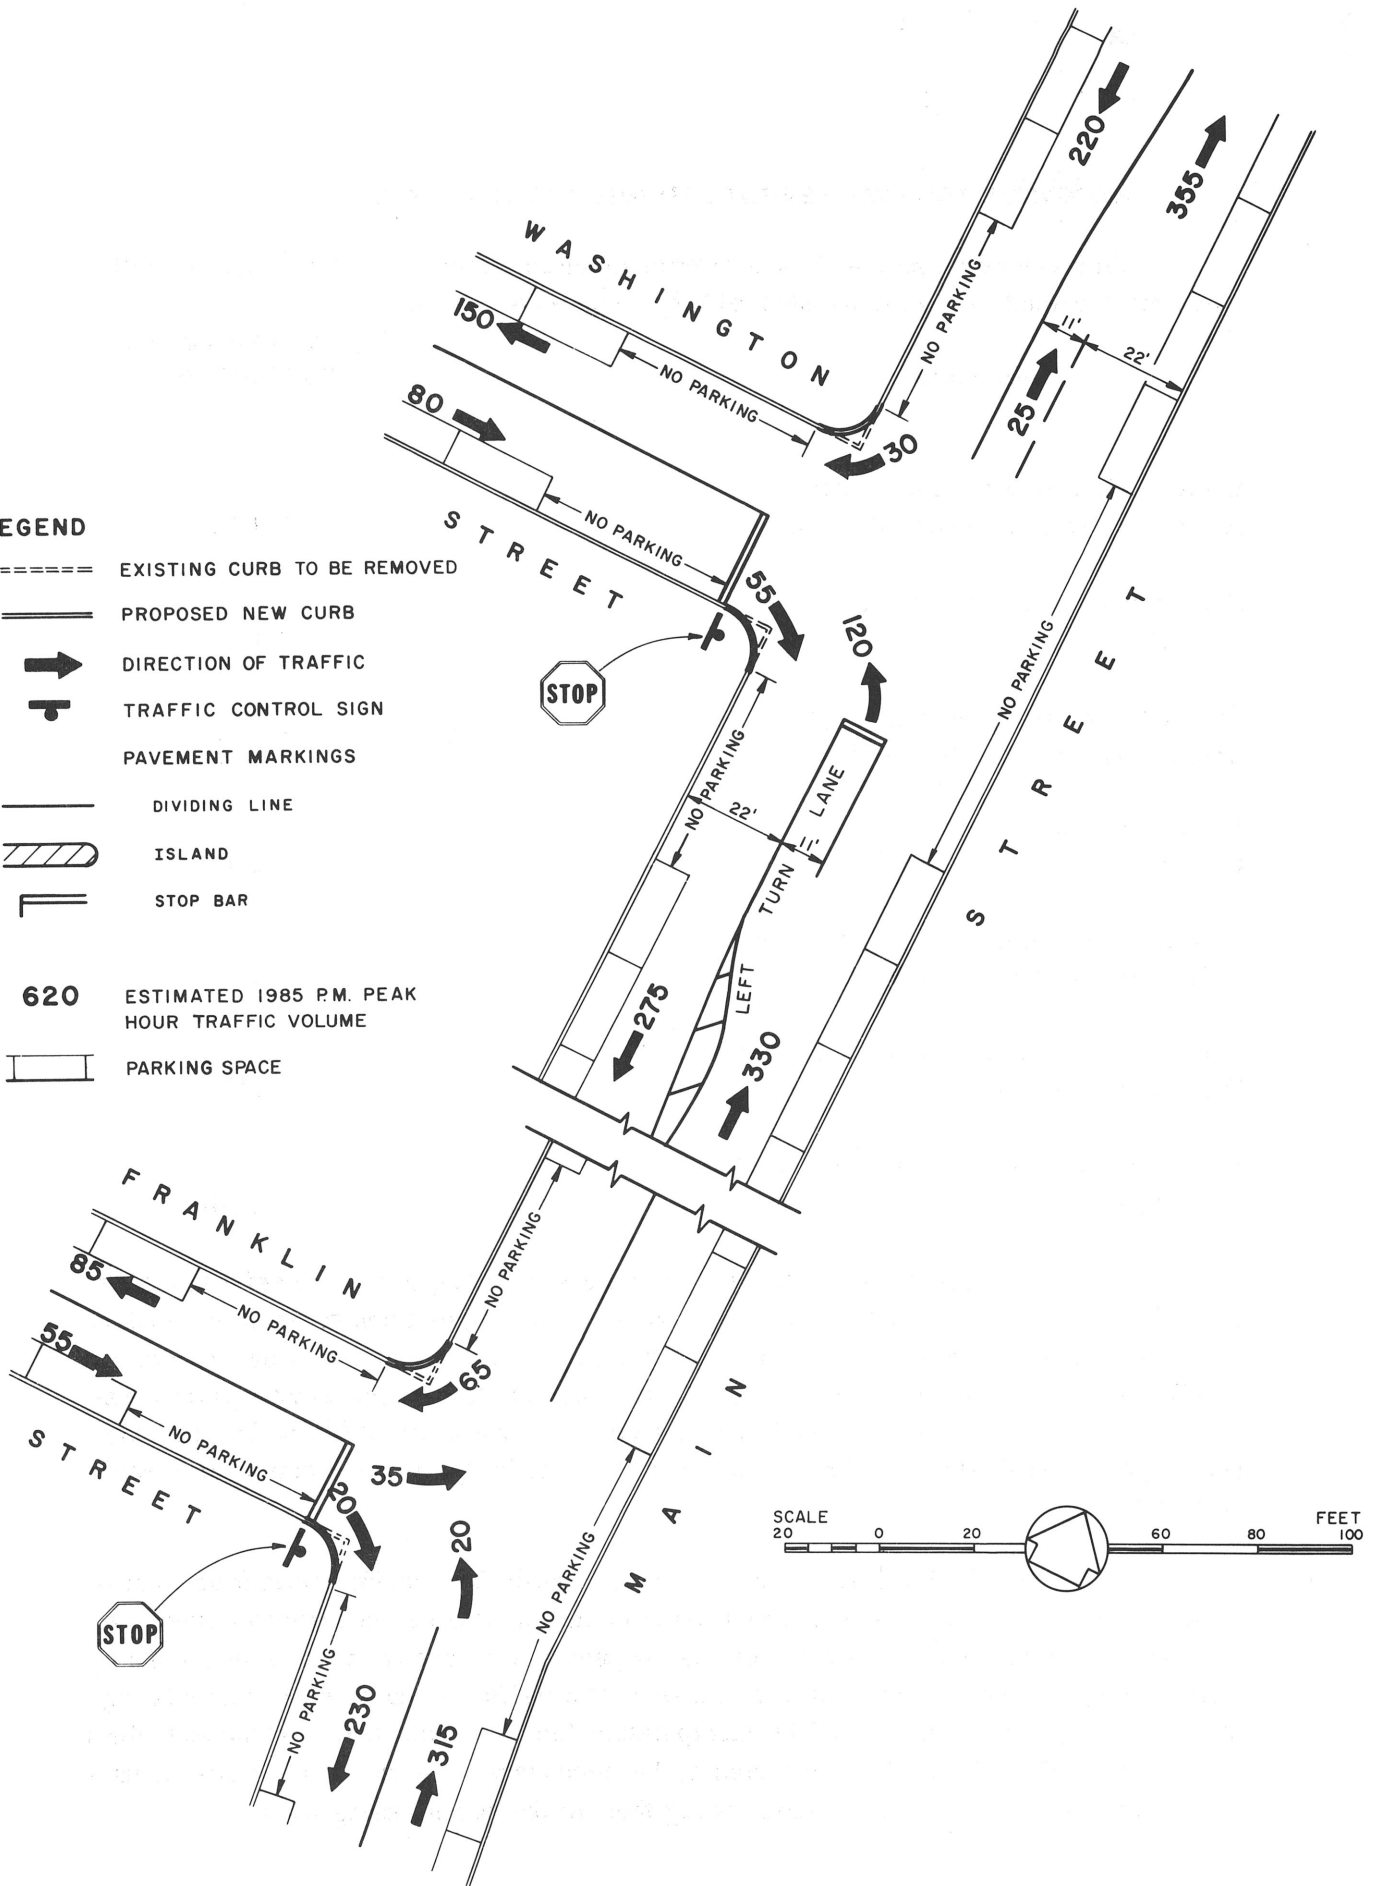 220
355
WASHINGTON
NO PARKING
150
11'
22'
NO PARKING
80
25
30
STREET
NO PARKING
EGEND
EXISTING CURB TO BE REMOVED
PROPOSED NEW CURB
DIRECTION OF TRAFFIC
TRAFFIC CONTROL SIGN
PAVEMENT MARKINGS
DIVIDING LINE
ISLAND
STOP BAR
620 ESTIMATED 1985 P.M. PEAK
HOUR TRAFFIC VOLUME
PARKING SPACE
55
120
STOP
NO PARKING
NO PARKING
22'
11'
LEFT TURN LANE
275
330
MAIN STREET
FRANKLIN
NO PARKING
85
NO PARKING
55
65
STREET
NO PARKING
35
20
20
STOP
NO PARKING
NO PARKING
230
315
SCALE FEET
20 0 20 60 80 100